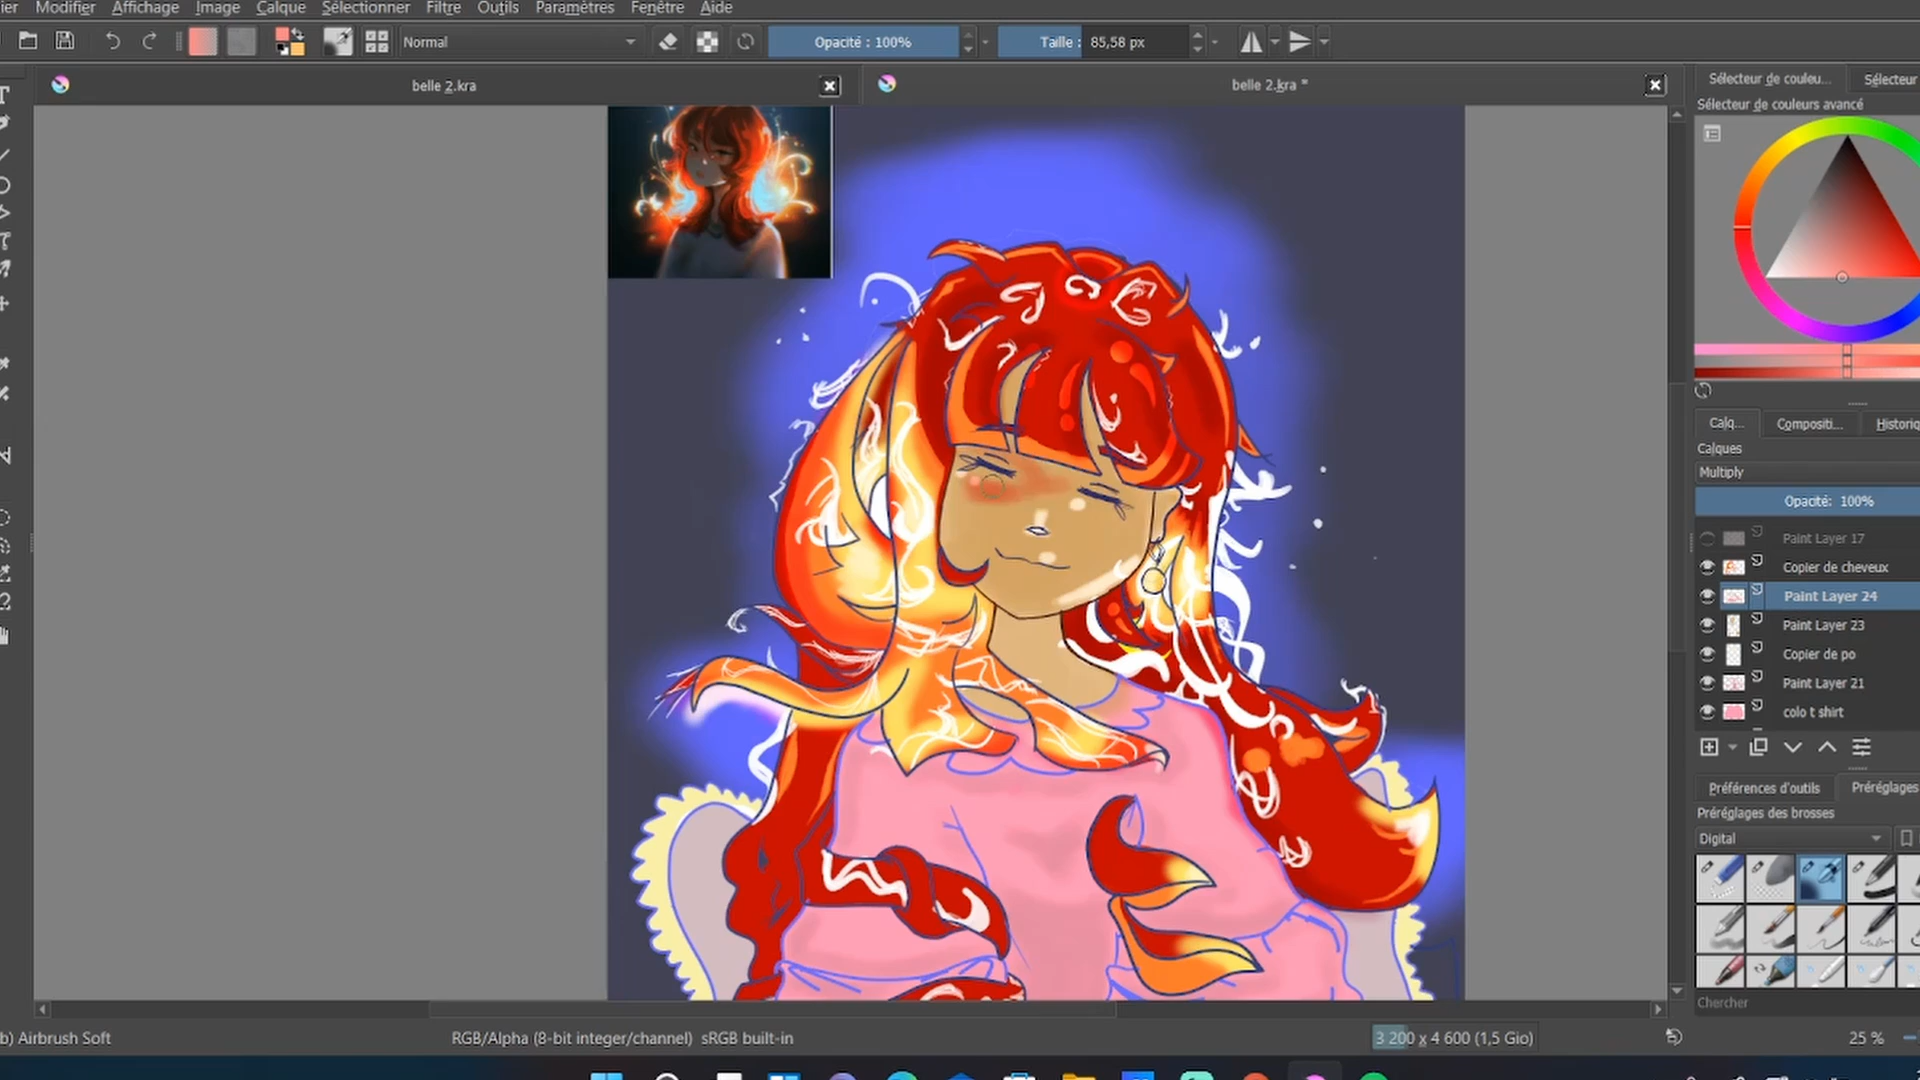 ier Modifier Affichage Image Calque Sélectionner Filtre Outils Paramètres Fenêtre Aide
Normal Opacité : 100% Taille : 85,58 px
belle 2.kra belle 2.kra *
Sélecteur de couleu... Sélecteur
Sélecteur de couleurs avancé
Calq... Compositi... Historiq
Calques
Multiply
Opacité: 100%
Paint Layer 17
Copier de cheveux
Paint Layer 24
Paint Layer 23
Copier de po
Paint Layer 21
colo t shirt
Préférences d'outils Préréglages
Préréglages des brosses
Digital
Chercher
b) Airbrush Soft RGB/Alpha (8-bit integer/channel) sRGB built-in 3 200 x 4 600 (1,5 Gio) 25 %